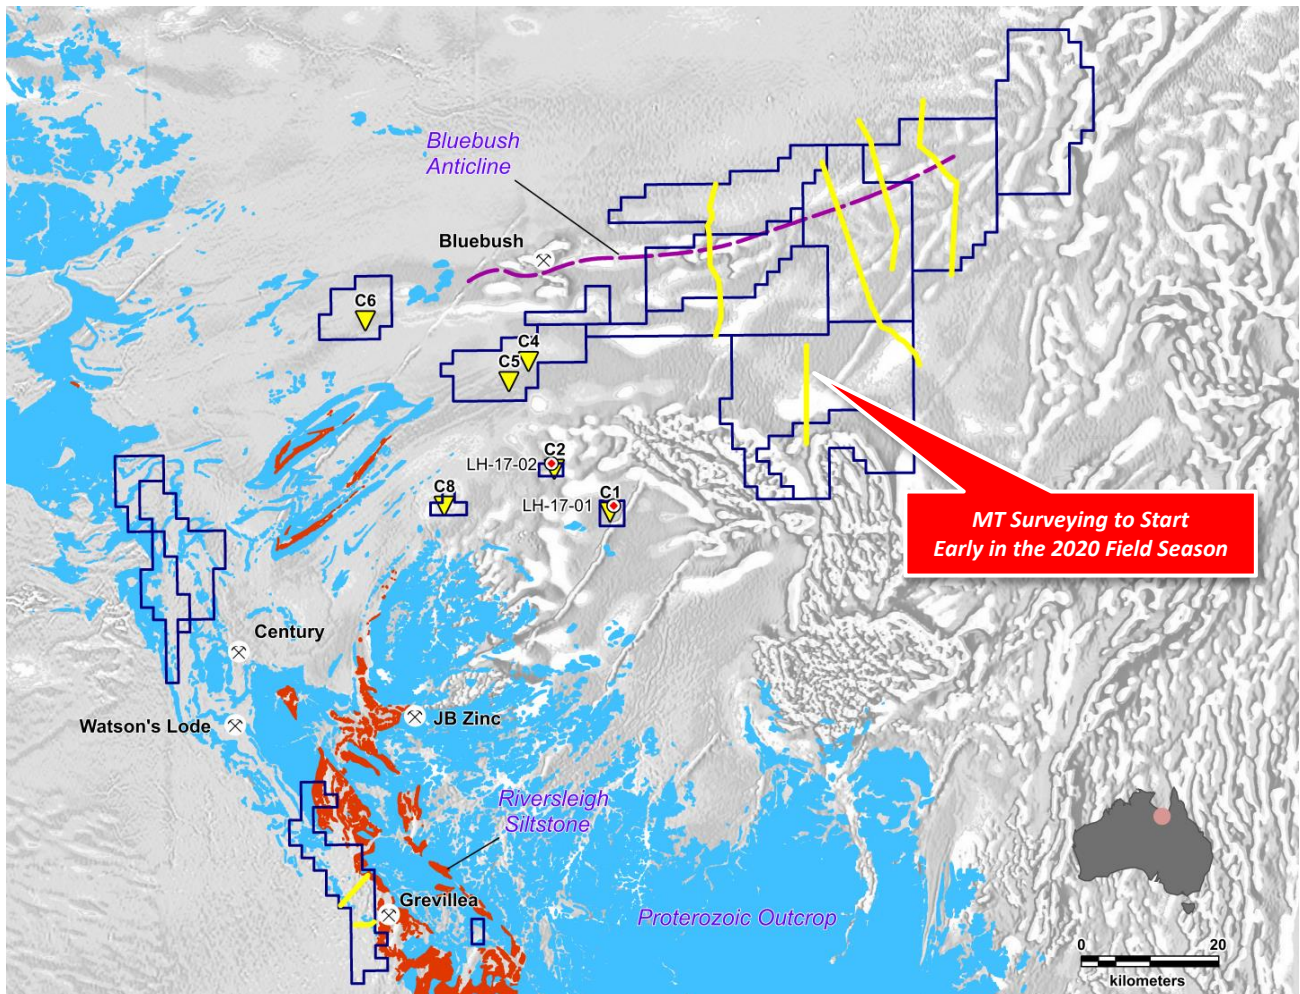 Bluebush
Anticline
Bluebush
C6
C4
C5
C2
LH-17-02
C8
C1
LH-17-01
MT Surveying to Start
Early in the 2020 Field Season
Century
Watson's Lode
JB Zinc
Riversleigh
Siltstone
Grevillea
Proterozoic Outcrop
0
20
kilometers